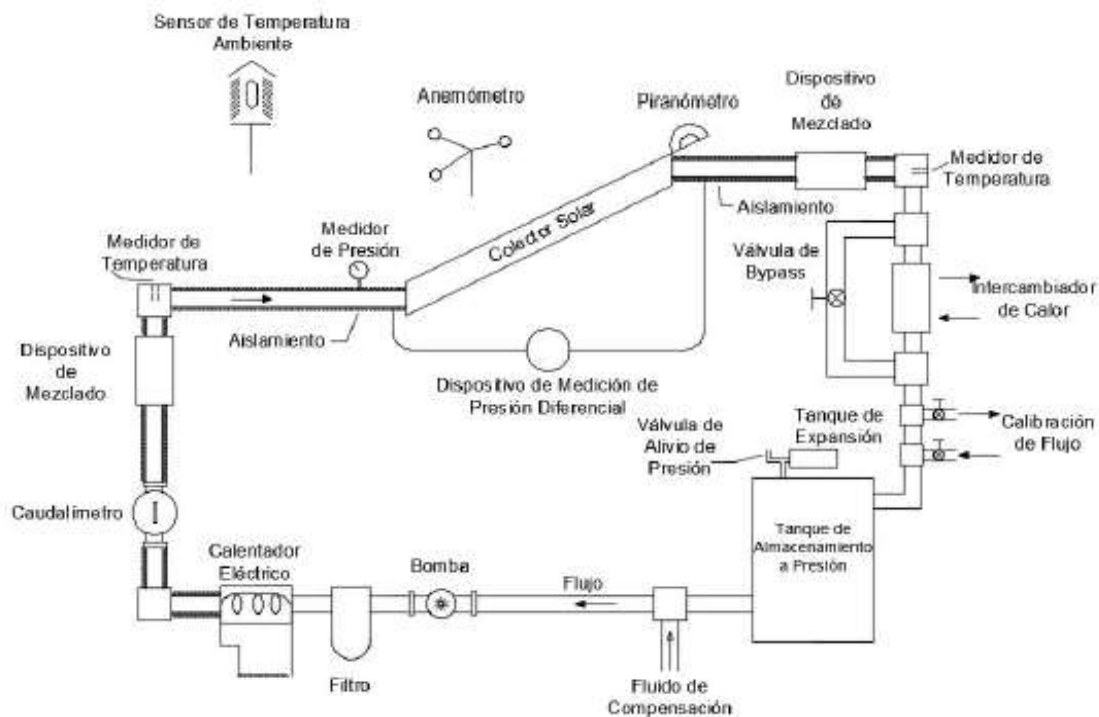 Sensor de Temperatura
Ambiente
Anemómetro
Piranómetro
Dispositivo
de
Mezclado
Medidor de
Temperatura
Aislamiento
Colector Solar
Medidor
de Presión
Medidor de
Temperatura
Aislamiento
Válvula de
Bypass
Intercambiador
de Calor
Dispositivo
de
Mezclado
Dispositivo de Medición de
Presión Diferencial
Válvula de
Alivio de
Presión
Tanque de
Expansión
Calibración
de Flujo
Caudalímetro
Tanque de
Almacenamiento
a Presión
Calentador
Eléctrico
Bomba
Flujo
Filtro
Fluido de
Compensación